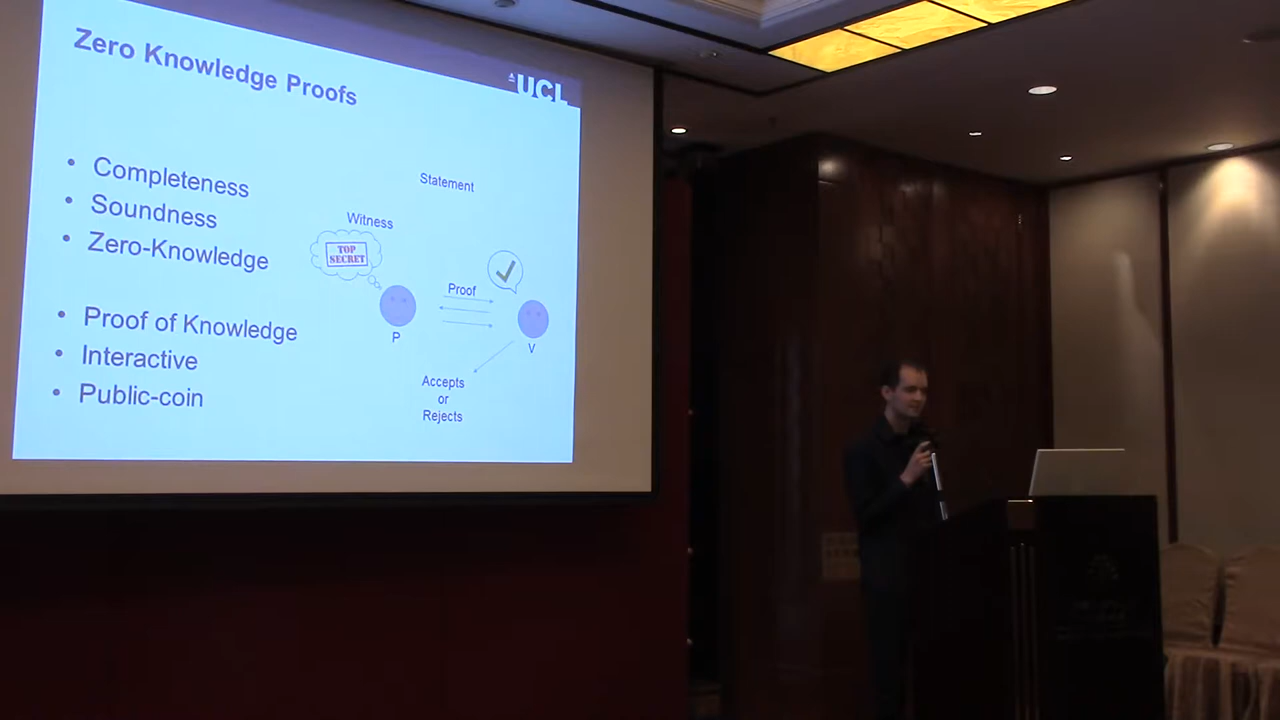 Zero Knowledge Proofs
UCL
• Completeness
• Soundness
• Zero-Knowledge
• Proof of Knowledge
• Interactive
• Public-coin
Statement
Witness
TOP
SECRET
Proof
P
V
Accepts
or
Rejects